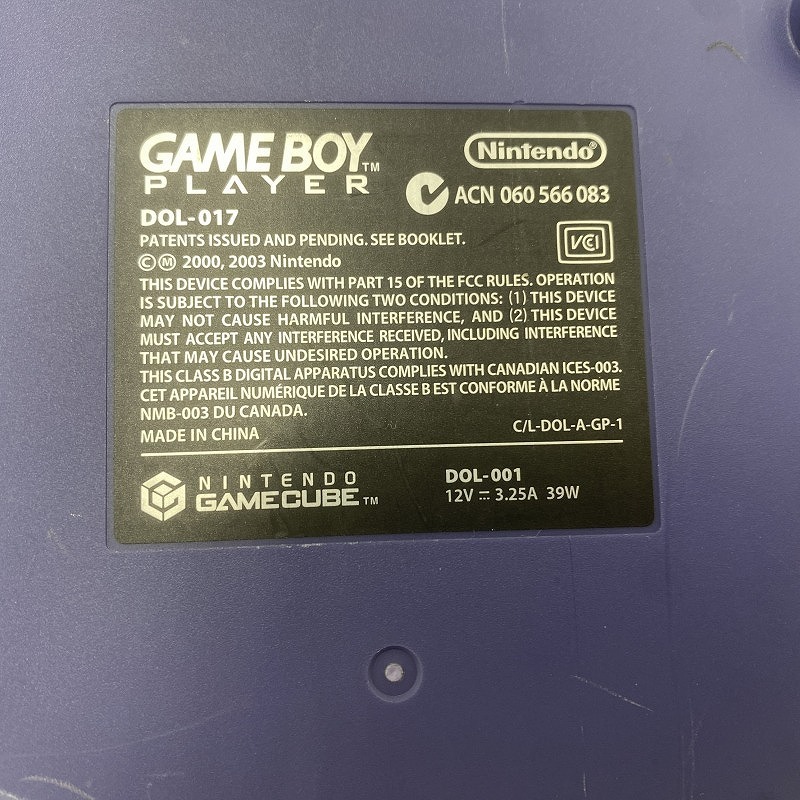 GAME BOY™
PLAYER
Nintendo®
ACN 060 566 083
DOL-017
PATENTS ISSUED AND PENDING. SEE BOOKLET.
VCI
©Ⓜ 2000, 2003 Nintendo
THIS DEVICE COMPLIES WITH PART 15 OF THE FCC RULES. OPERATION
IS SUBJECT TO THE FOLLOWING TWO CONDITIONS: (1) THIS DEVICE
MAY NOT CAUSE HARMFUL INTERFERENCE, AND (2) THIS DEVICE
MUST ACCEPT ANY INTERFERENCE RECEIVED, INCLUDING INTERFERENCE
THAT MAY CAUSE UNDESIRED OPERATION.
THIS CLASS B DIGITAL APPARATUS COMPLIES WITH CANADIAN ICES-003.
CET APPAREIL NUMÉRIQUE DE LA CLASSE B EST CONFORME À LA NORME
NMB-003 DU CANADA.
MADE IN CHINA
C/L-DOL-A-GP-1
NINTENDO
GAMECUBE™
DOL-001
12V ⎓ 3.25A 39W